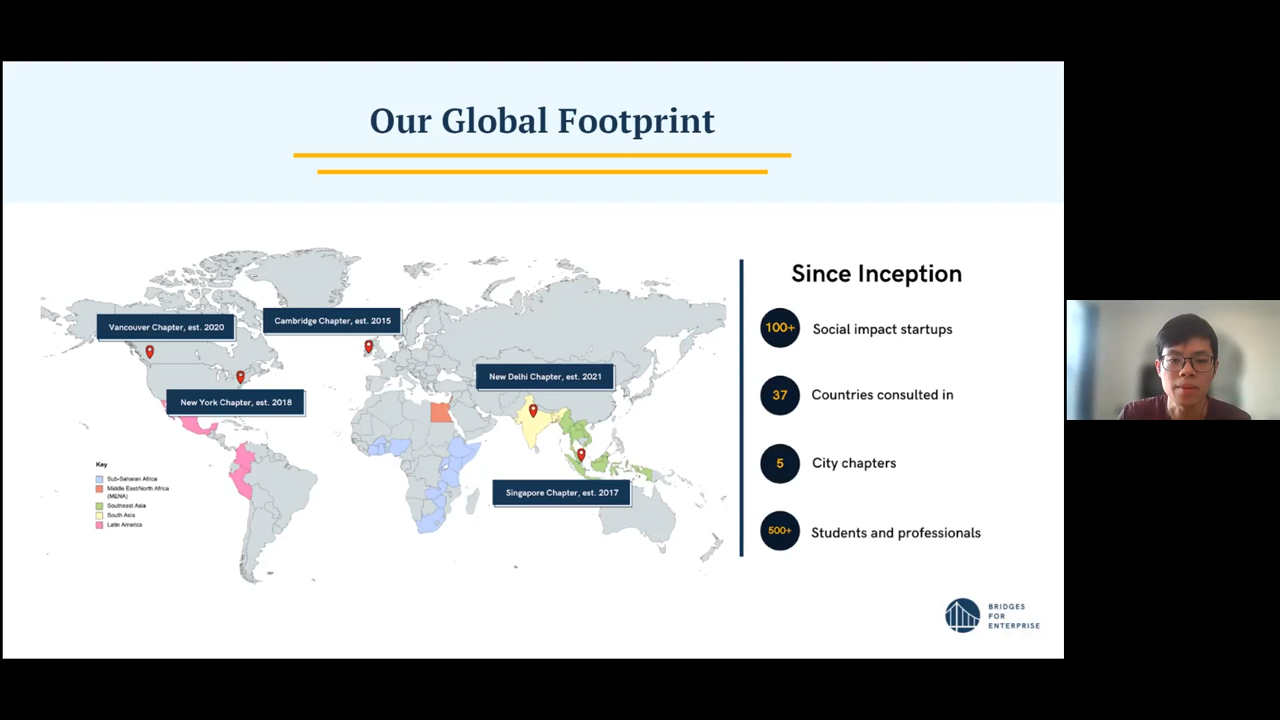 Our Global Footprint
Vancouver Chapter, est. 2020
Cambridge Chapter, est. 2015
New Delhi Chapter, est. 2021
New York Chapter, est. 2018
Singapore Chapter, est. 2017
Key
Sub-Saharan Africa
Middle East/North Africa
(MENA)
Southeast Asia
South Asia
Latin America
Since Inception
100+ Social impact startups
37 Countries consulted in
5 City chapters
500+ Students and professionals
BRIDGES
FOR
ENTERPRISE